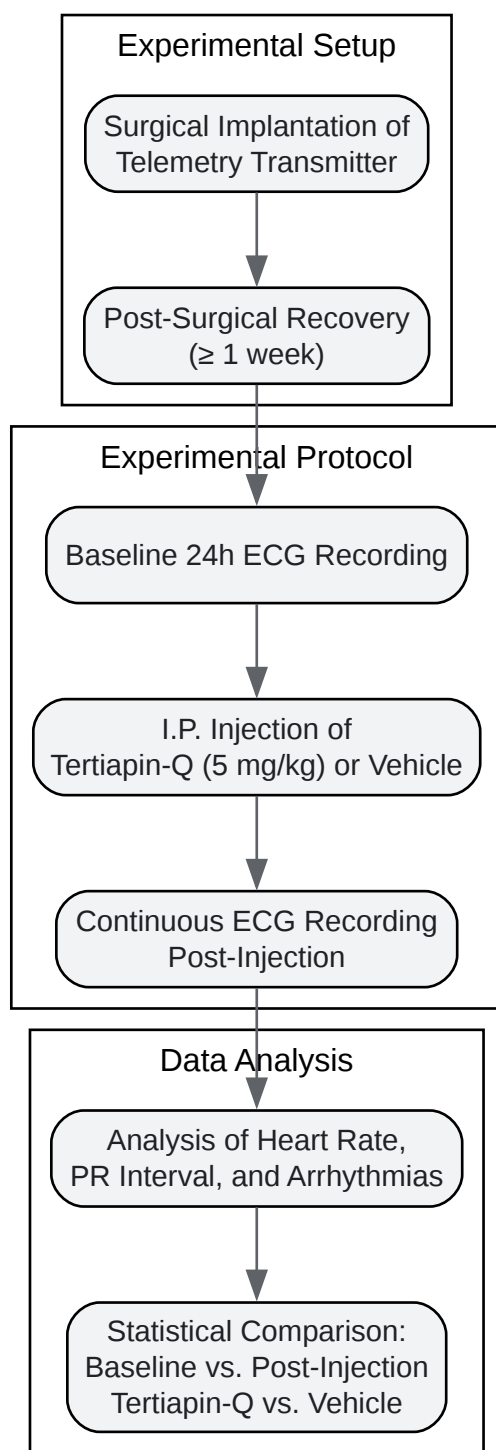 Experimental Setup
Surgical Implantation of
Telemetry Transmitter
Post-Surgical Recovery
(≥ 1 week)
Experimental Protocol
Baseline 24h ECG Recording
I.P. Injection of
Tertiapin-Q (5 mg/kg) or Vehicle
Continuous ECG Recording
Post-Injection
Data Analysis
Analysis of Heart Rate,
PR Interval, and Arrhythmias
Statistical Comparison:
Baseline vs. Post-Injection
Tertiapin-Q vs. Vehicle